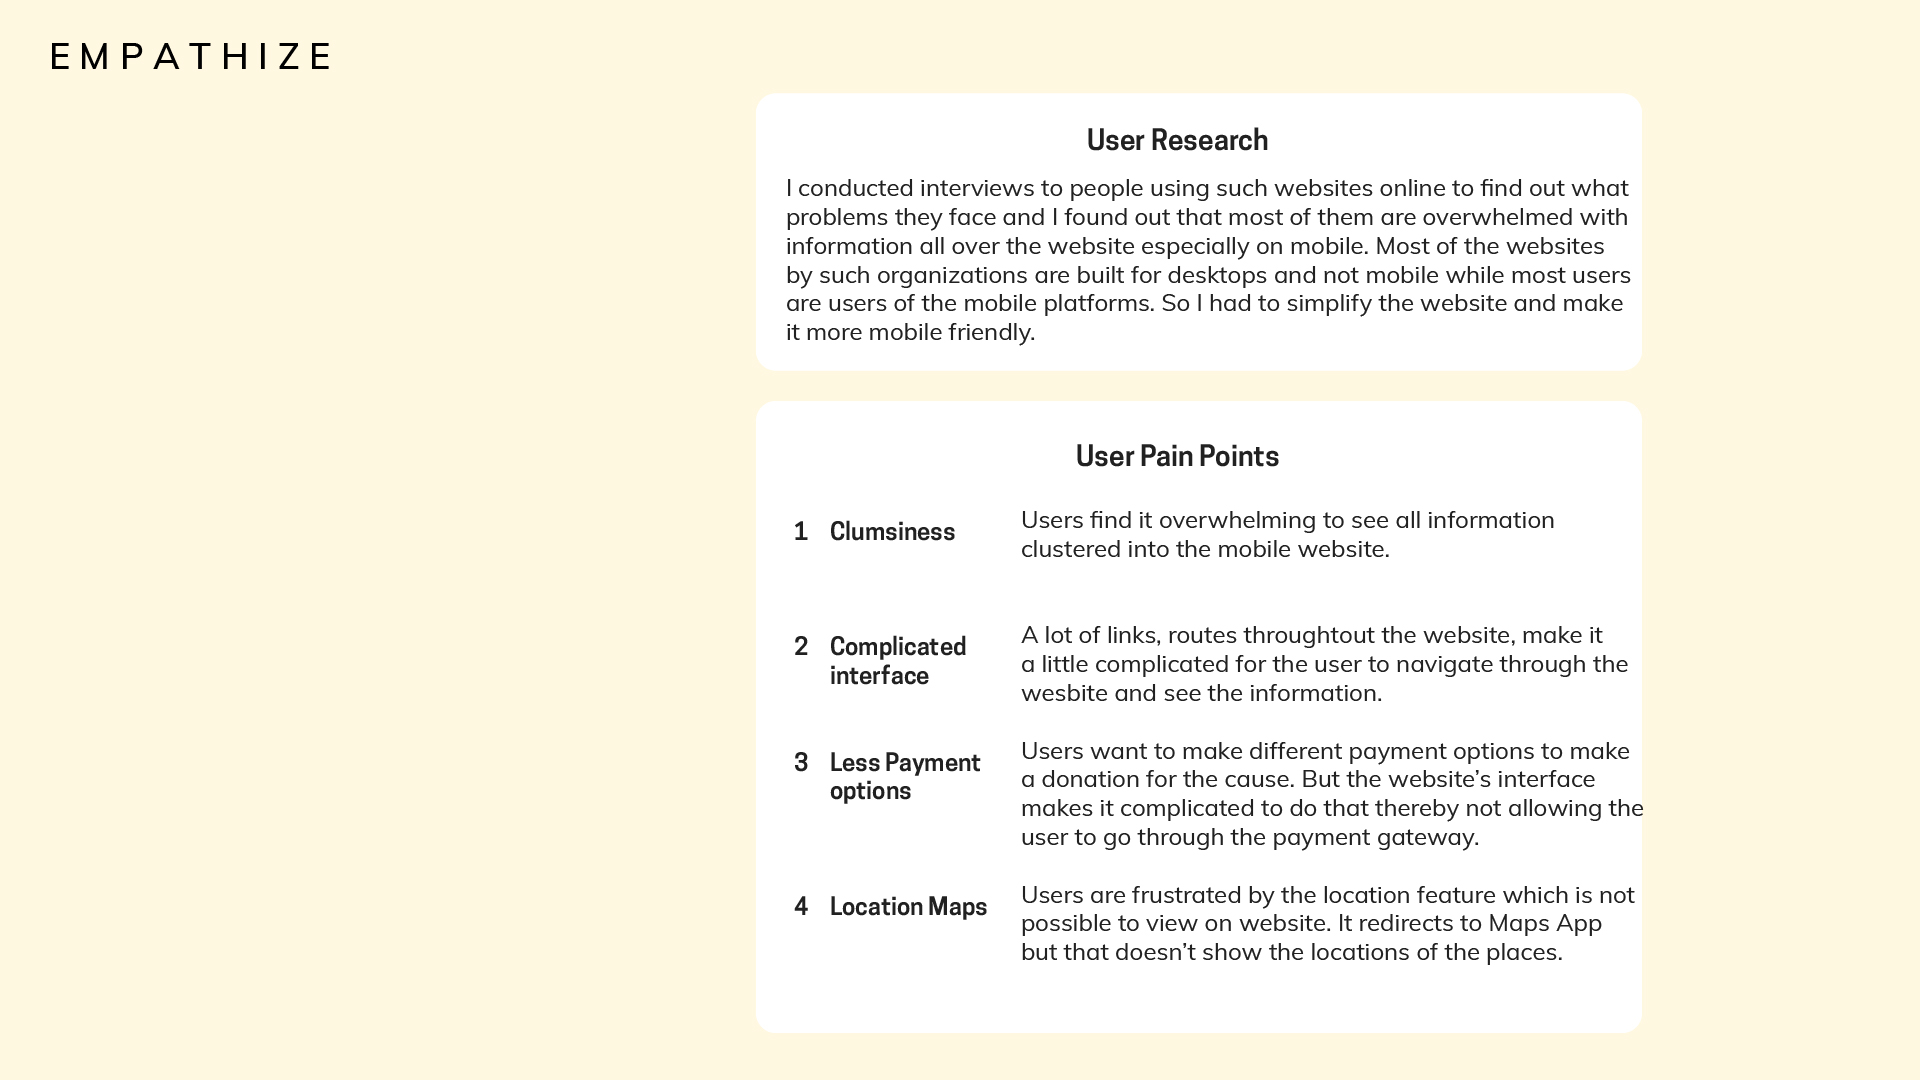 EMPATHIZE
User Research
I conducted interviews to people using such websites online to find out what
problems they face and I found out that most of them are overwhelmed with
information all over the website especially on mobile. Most of the websites
by such organizations are built for desktops and not mobile while most users
are users of the mobile platforms. So I had to simplify the website and make
it more mobile friendly.
User Pain Points
1 Clumsiness
Users find it overwhelming to see all information
clustered into the mobile website.
2 Complicated
interface
A lot of links, routes throughtout the website, make it
a little complicated for the user to navigate through the
wesbite and see the information.
3 Less Payment
options
Users want to make different payment options to make
a donation for the cause. But the website’s interface
makes it complicated to do that thereby not allowing the
user to go through the payment gateway.
4 Location Maps
Users are frustrated by the location feature which is not
possible to view on website. It redirects to Maps App
but that doesn’t show the locations of the places.